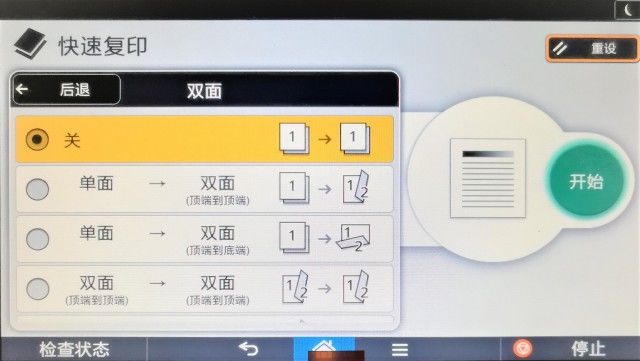 快速复印
重设
后退
双面
关
1 → 1
单面 → 双面
(顶端到顶端)
1 → 1 2
单面 → 双面
(顶端到底端)
1 → 1 2
双面 → 双面
(顶端到顶端) (顶端到顶端)
1 2 → 1 2
开始
检查状态
停止